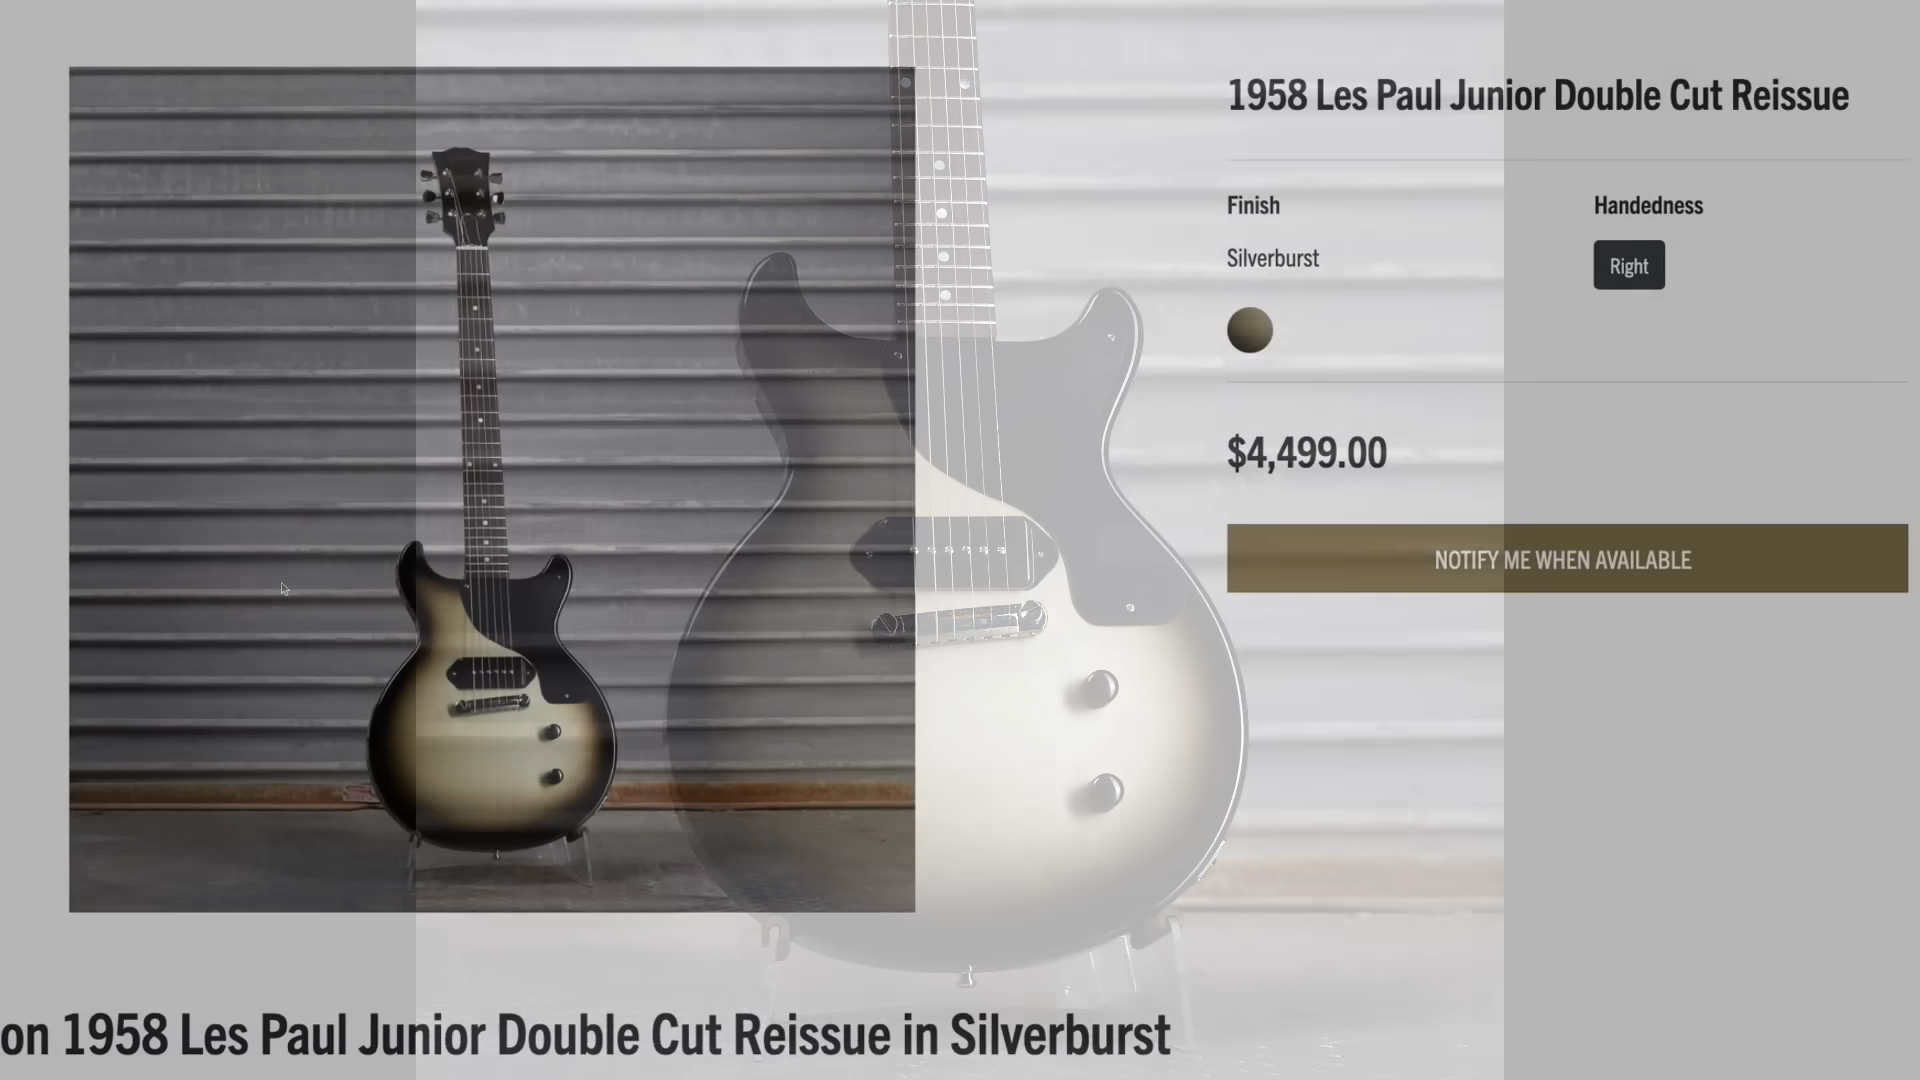 1958 Les Paul Junior Double Cut Reissue
Finish
Handedness
Silverburst
Right
$4,499.00
NOTIFY ME WHEN AVAILABLE
on 1958 Les Paul Junior Double Cut Reissue in Silverburst